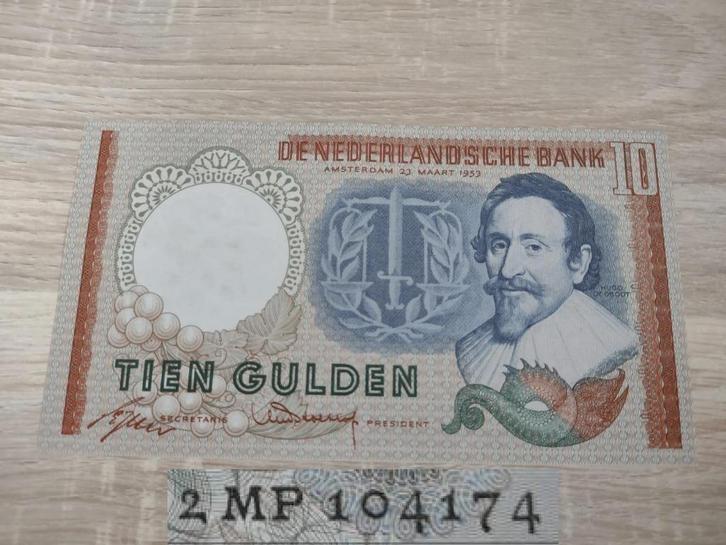 DE NEDERLANDSCHE BANK 10
AMSTERDAM 23 MAART 1953
HUGO
DE GROOT
TIEN GULDEN
SECRETARIS
PRESIDENT
2 MP 104174